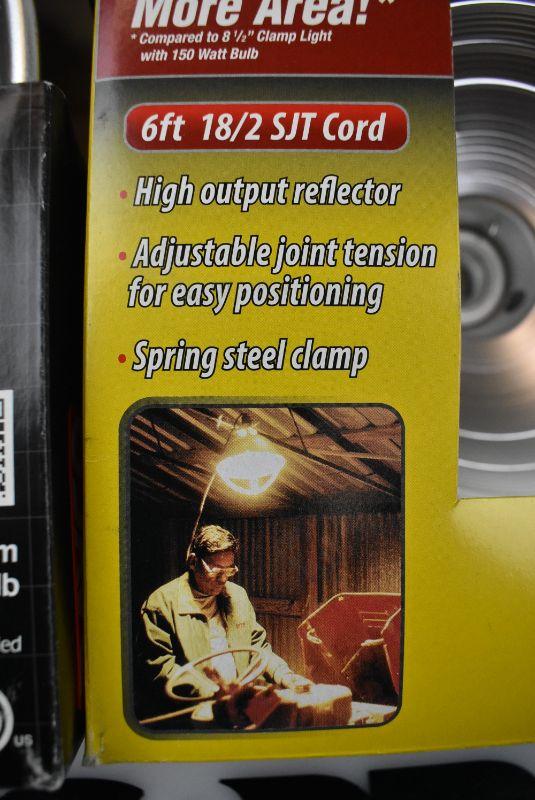 More Area!*
* Compared to 8 ½" Clamp Light
with 150 Watt Bulb
6ft 18/2 SJT Cord
• High output reflector
• Adjustable joint tension
for easy positioning
• Spring steel clamp
m
lb
ied
US